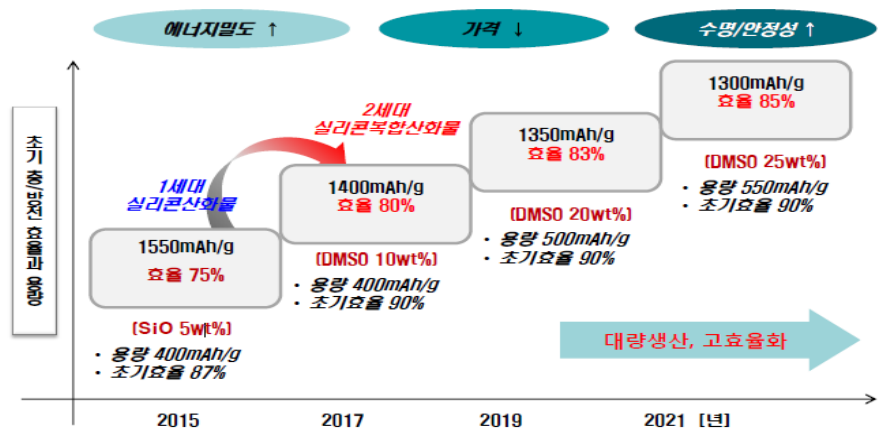 에너지밀도 ↑
가격 ↓
수명/안정성 ↑
초기 충/방전 효율과 용량
1세대
실리콘산화물
2세대
실리콘복합산화물
1550mAh/g
효율 75%
(SiO 5wt%)
• 용량 400mAh/g
• 초기효율 87%
1400mAh/g
효율 80%
(DMSO 10wt%)
• 용량 400mAh/g
• 초기효율 90%
1350mAh/g
효율 83%
(DMSO 20wt%)
• 용량 500mAh/g
• 초기효율 90%
1300mAh/g
효율 85%
(DMSO 25wt%)
• 용량 550mAh/g
• 초기효율 90%
대량생산, 고효율화
2015
2017
2019
2021 [년]